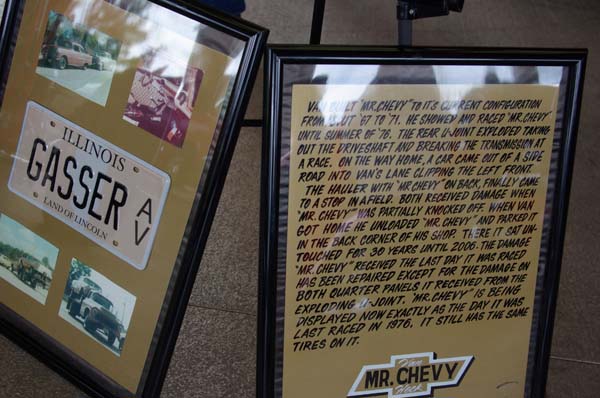 ILLINOIS
GASSER AV
LAND OF LINCOLN
VAN BUILT "MR.CHEVY" TO IT'S CURRENT CONFIGURATION
FROM ABOUT '67 TO '71. HE SHOWED AND RACED "MR.CHEVY"
UNTIL SUMMER OF '76. THE REAR U-JOINT EXPLODED TAKING
OUT THE DRIVESHAFT AND BREAKING THE TRANSMISSION AT
A RACE. ON THE WAY HOME, A CAR CAME OUT OF A SIDE
ROAD INTO VAN'S LANE CLIPPING THE LEFT FRONT.
THE HAULER WITH "MR.CHEVY" ON BACK, FINALLY CAME
TO A STOP IN A FIELD. BOTH RECEIVED DAMAGE WHEN
"MR.CHEVY" WAS PARTIALLY KNOCKED OFF. WHEN VAN
GOT HOME HE UNLOADED "MR.CHEVY" AND PARKED IT
IN THE BACK CORNER OF HIS SHOP. THERE IT SAT UN-
TOUCHED FOR 30 YEARS UNTIL 2006. THE DAMAGE
"MR.CHEVY" RECEIVED THE LAST DAY IT WAS RACED
HAS BEEN REPAIRED EXCEPT FOR THE DAMAGE ON
BOTH QUARTER PANELS IT RECEIVED FROM THE
EXPLODING U-JOINT. "MR.CHEVY" IS BEING
DISPLAYED NOW EXACTLY AS THE DAY IT WAS
LAST RACED IN 1976. IT STILL HAS THE SAME
TIRES ON IT.
Van
MR. CHEVY